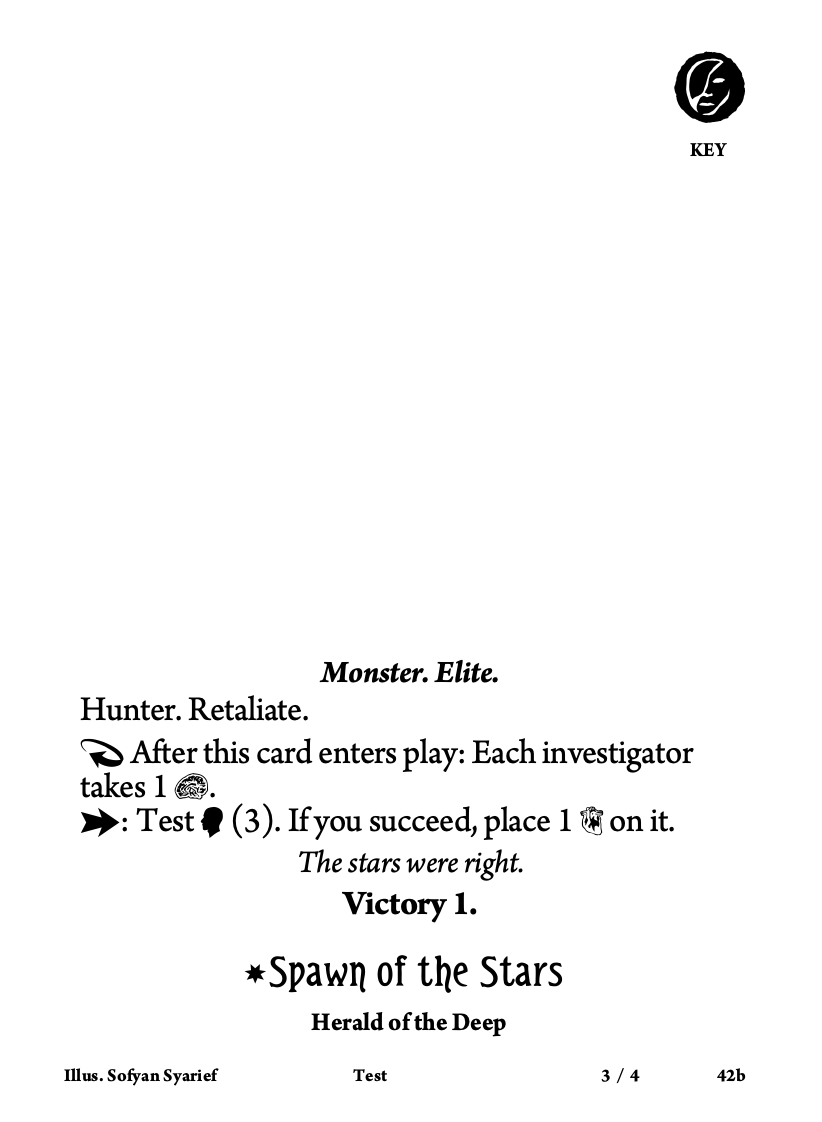 KEY
Monster. Elite.
Hunter. Retaliate.
After this card enters play: Each investigator
takes 1 .
: Test (3). If you succeed, place 1 on it.
The stars were right.
Victory 1.
Spawn of the Stars
Herald of the Deep
Illus. Sofyan Syarief Test 3 / 4 42b